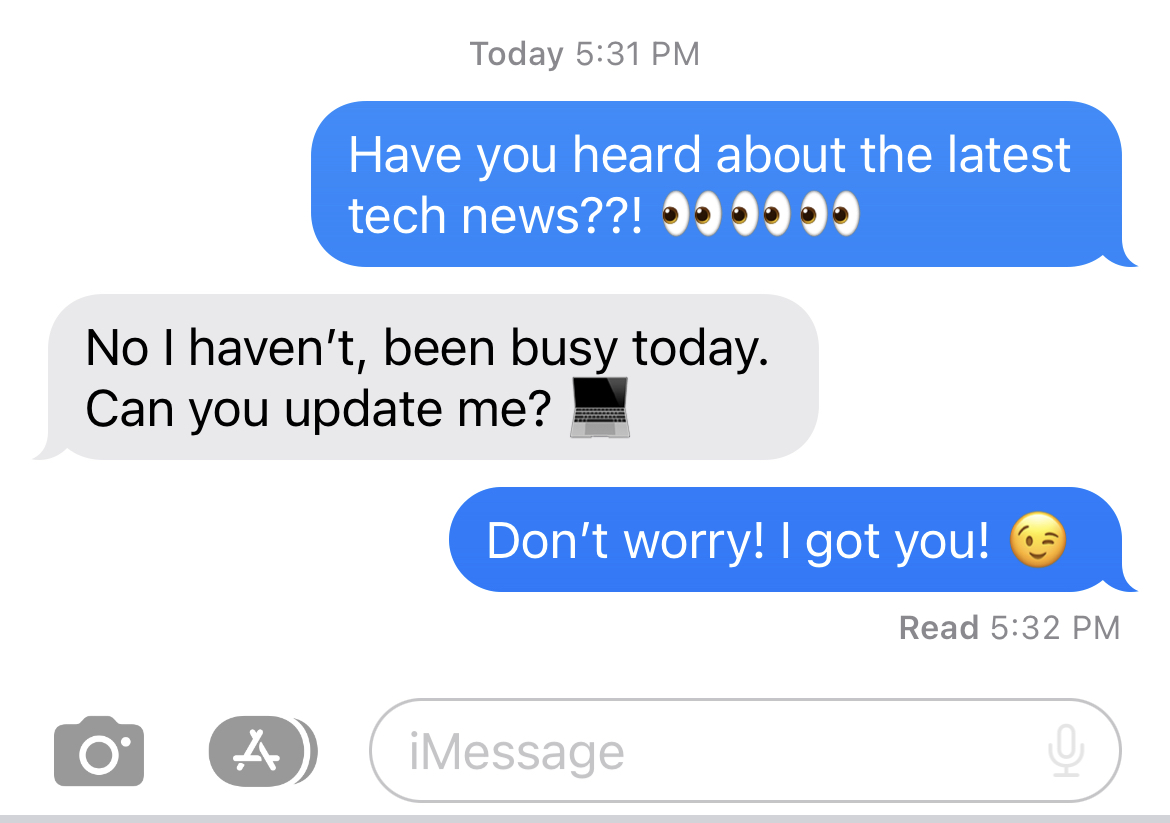 Today 5:31 PM
Have you heard about the latest
tech news??! 👀👀👀
No I haven’t, been busy today.
Can you update me? 💻
Don’t worry! I got you! 😉
Read 5:32 PM
iMessage